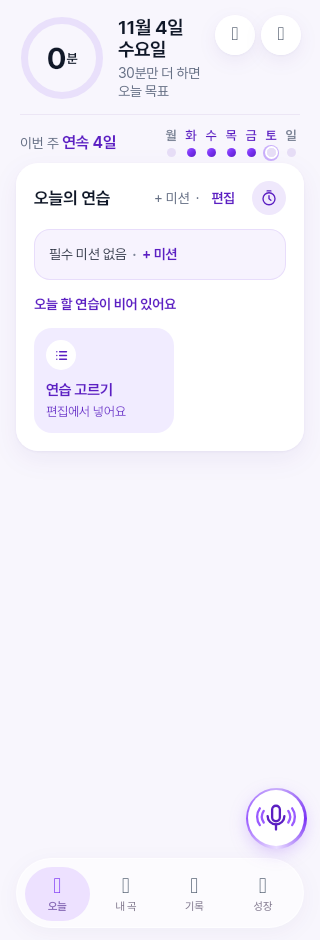 0분
11월 4일
수요일
30분만 더 하면
오늘 목표
이번 주 연속 4일
월 화 수 목 금 토 일
오늘의 연습
+ 미션 · 편집
필수 미션 없음 · + 미션
오늘 할 연습이 비어 있어요
연습 고르기
편집에서 넣어요
오늘 내 곡 기록 성장